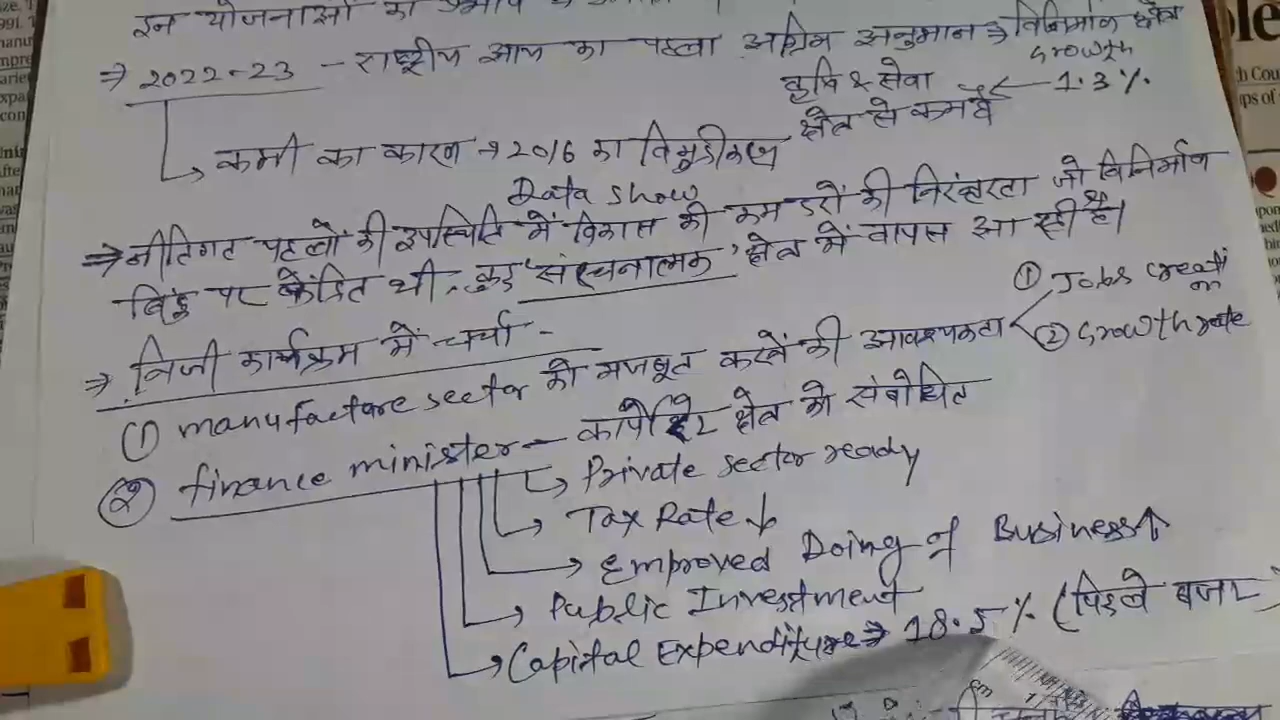 इन योजनाओं का प्रभाव
⇒ 2022-23 - राष्ट्रीय आय का पहला अग्रिम अनुमान ⇒ विनिर्माण क्षेत्र
Growth
कृषि & सेवा ← 1.3%
क्षेत्र से कम है
↳ कमी का कारण → 2016 का विमुद्रीकरण
Data show
⇒ नीतिगत पहलों की उपस्थिति में विकास की कम दरों की निरंतरता जो विनिर्माण
बिंदु पर केंद्रित थी, कुछ 'संरचनात्मक' क्षेत्र में वापस आ रही है।
⇒ निजी कार्यक्रम में चर्चा -
① Jobs creation
① manufacture sector को मजबूत करने की आवश्यकता
② Growth rate
② finance minister - कार्पोरेट क्षेत्र को संबोधित
↳ Private sector ready
→ Tax Rate ↓
→ Emproved Doing of Business ↑
→ Public Investment
→ Capital Expenditure ⇒ 18.5% (पिछले बजट)